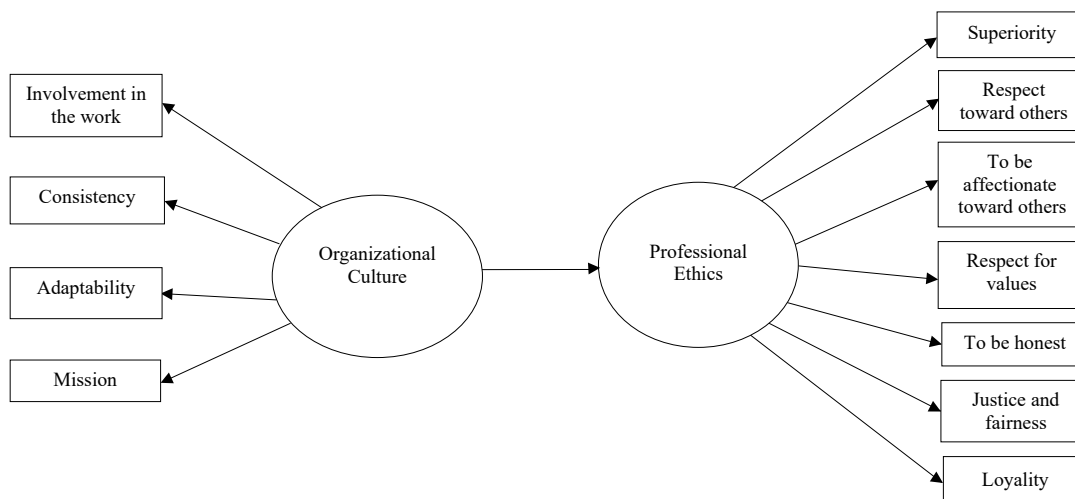 Involvement in
the work
Consistency
Adaptability
Mission
Organizational
Culture
Professional
Ethics
Superiority
Respect
toward others
To be
affectionate
toward others
Respect for
values
To be honest
Justice and
fairness
Loyality